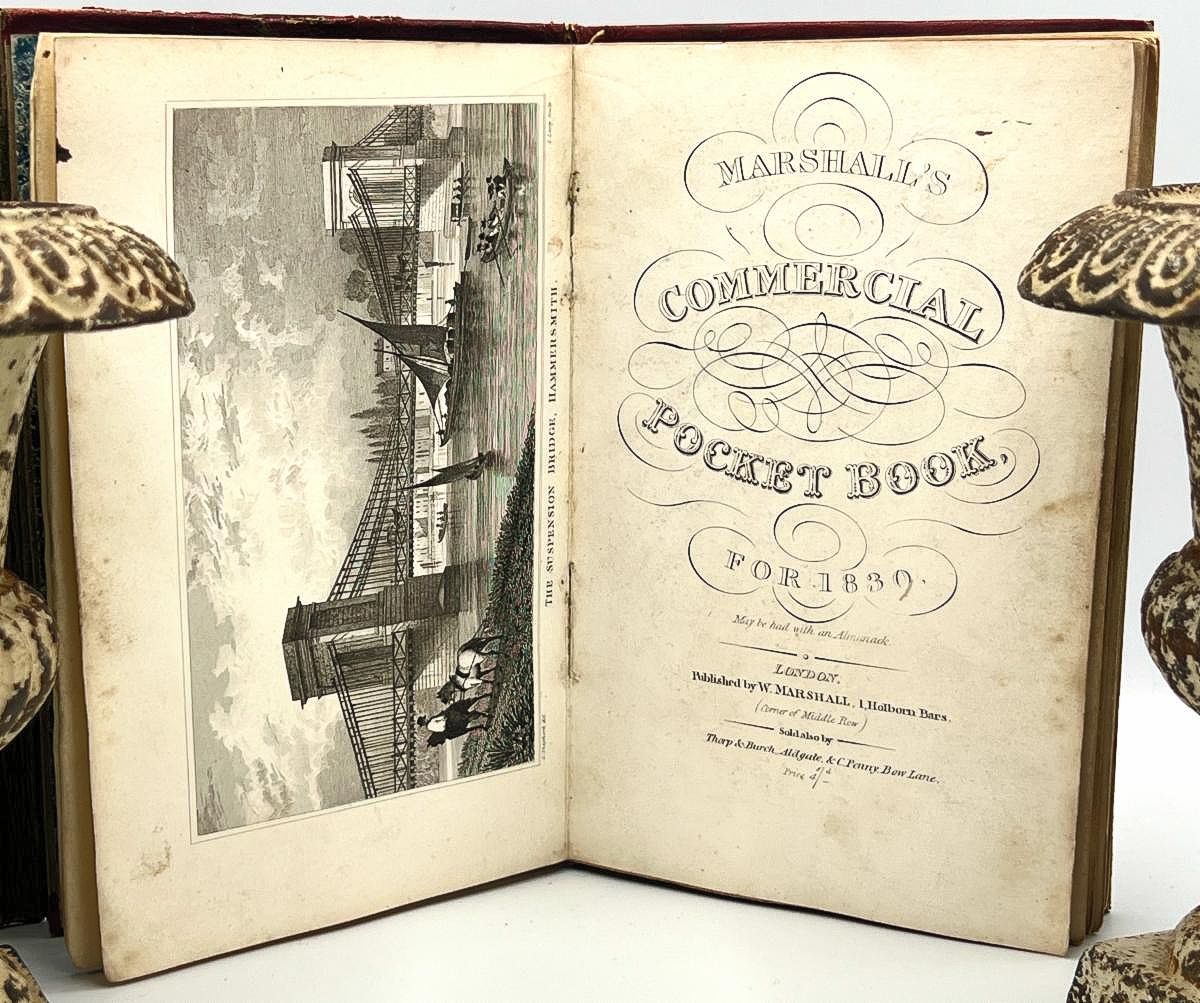 THE SUSPENSION BRIDGE, HAMMERSMITH.
MARSHALL'S
COMMERCIAL
POCKET BOOK,
FOR 1839.
May be had with an Almanack.
LONDON.
Published by W. MARSHALL, 1, Holborn Bars,
(Corner of Middle Row)
Sold also by
Thorp & Burch, Aldgate, & C. Penny, Bow Lane.
Price